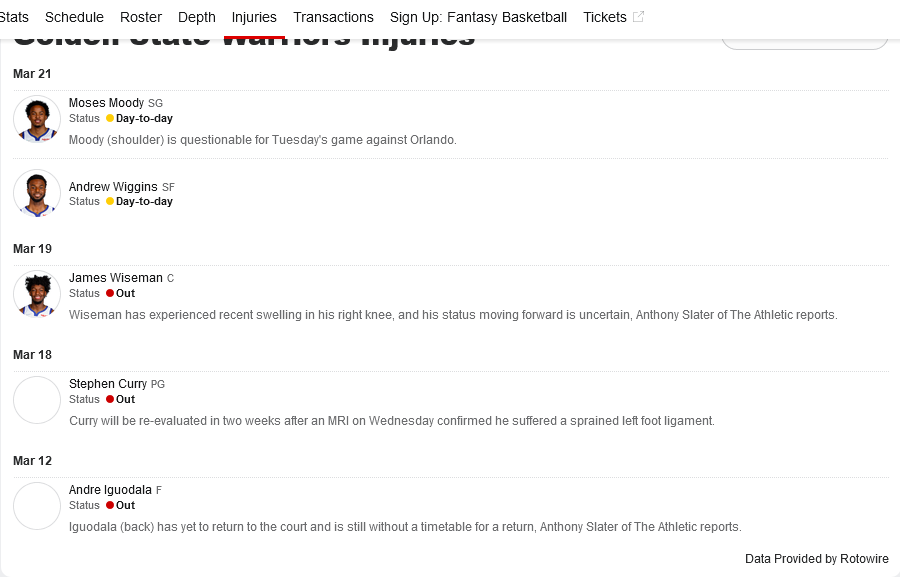 Stats Schedule Roster Depth Injuries Transactions Sign Up: Fantasy Basketball Tickets
Golden State Warriors Injuries
Mar 21
Moses Moody SG
Status Day-to-day
Moody (shoulder) is questionable for Tuesday's game against Orlando.
Andrew Wiggins SF
Status Day-to-day
Mar 19
James Wiseman C
Status Out
Wiseman has experienced recent swelling in his right knee, and his status moving forward is uncertain, Anthony Slater of The Athletic reports.
Mar 18
Stephen Curry PG
Status Out
Curry will be re-evaluated in two weeks after an MRI on Wednesday confirmed he suffered a sprained left foot ligament.
Mar 12
Andre Iguodala F
Status Out
Iguodala (back) has yet to return to the court and is still without a timetable for a return, Anthony Slater of The Athletic reports.
Data Provided by Rotowire